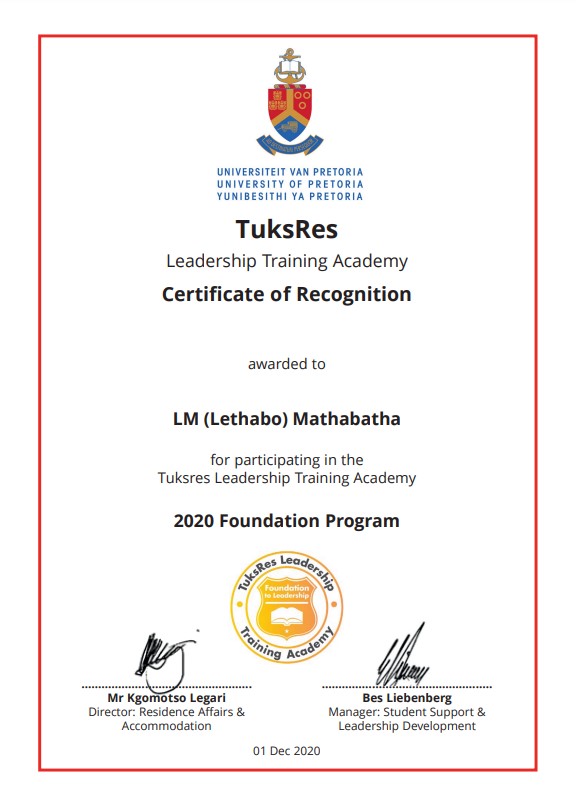 UNIVERSITEIT VAN PRETORIA
UNIVERSITY OF PRETORIA
YUNIBESITHI YA PRETORIA
TuksRes
Leadership Training Academy
Certificate of Recognition
awarded to
LM (Lethabo) Mathabatha
for participating in the
Tuksres Leadership Training Academy
2020 Foundation Program
TuksRes Leadership
Foundation
to Leadership
Training Academy
Mr Kgomotso Legari
Director: Residence Affairs &
Accommodation
Bes Liebenberg
Manager: Student Support &
Leadership Development
01 Dec 2020